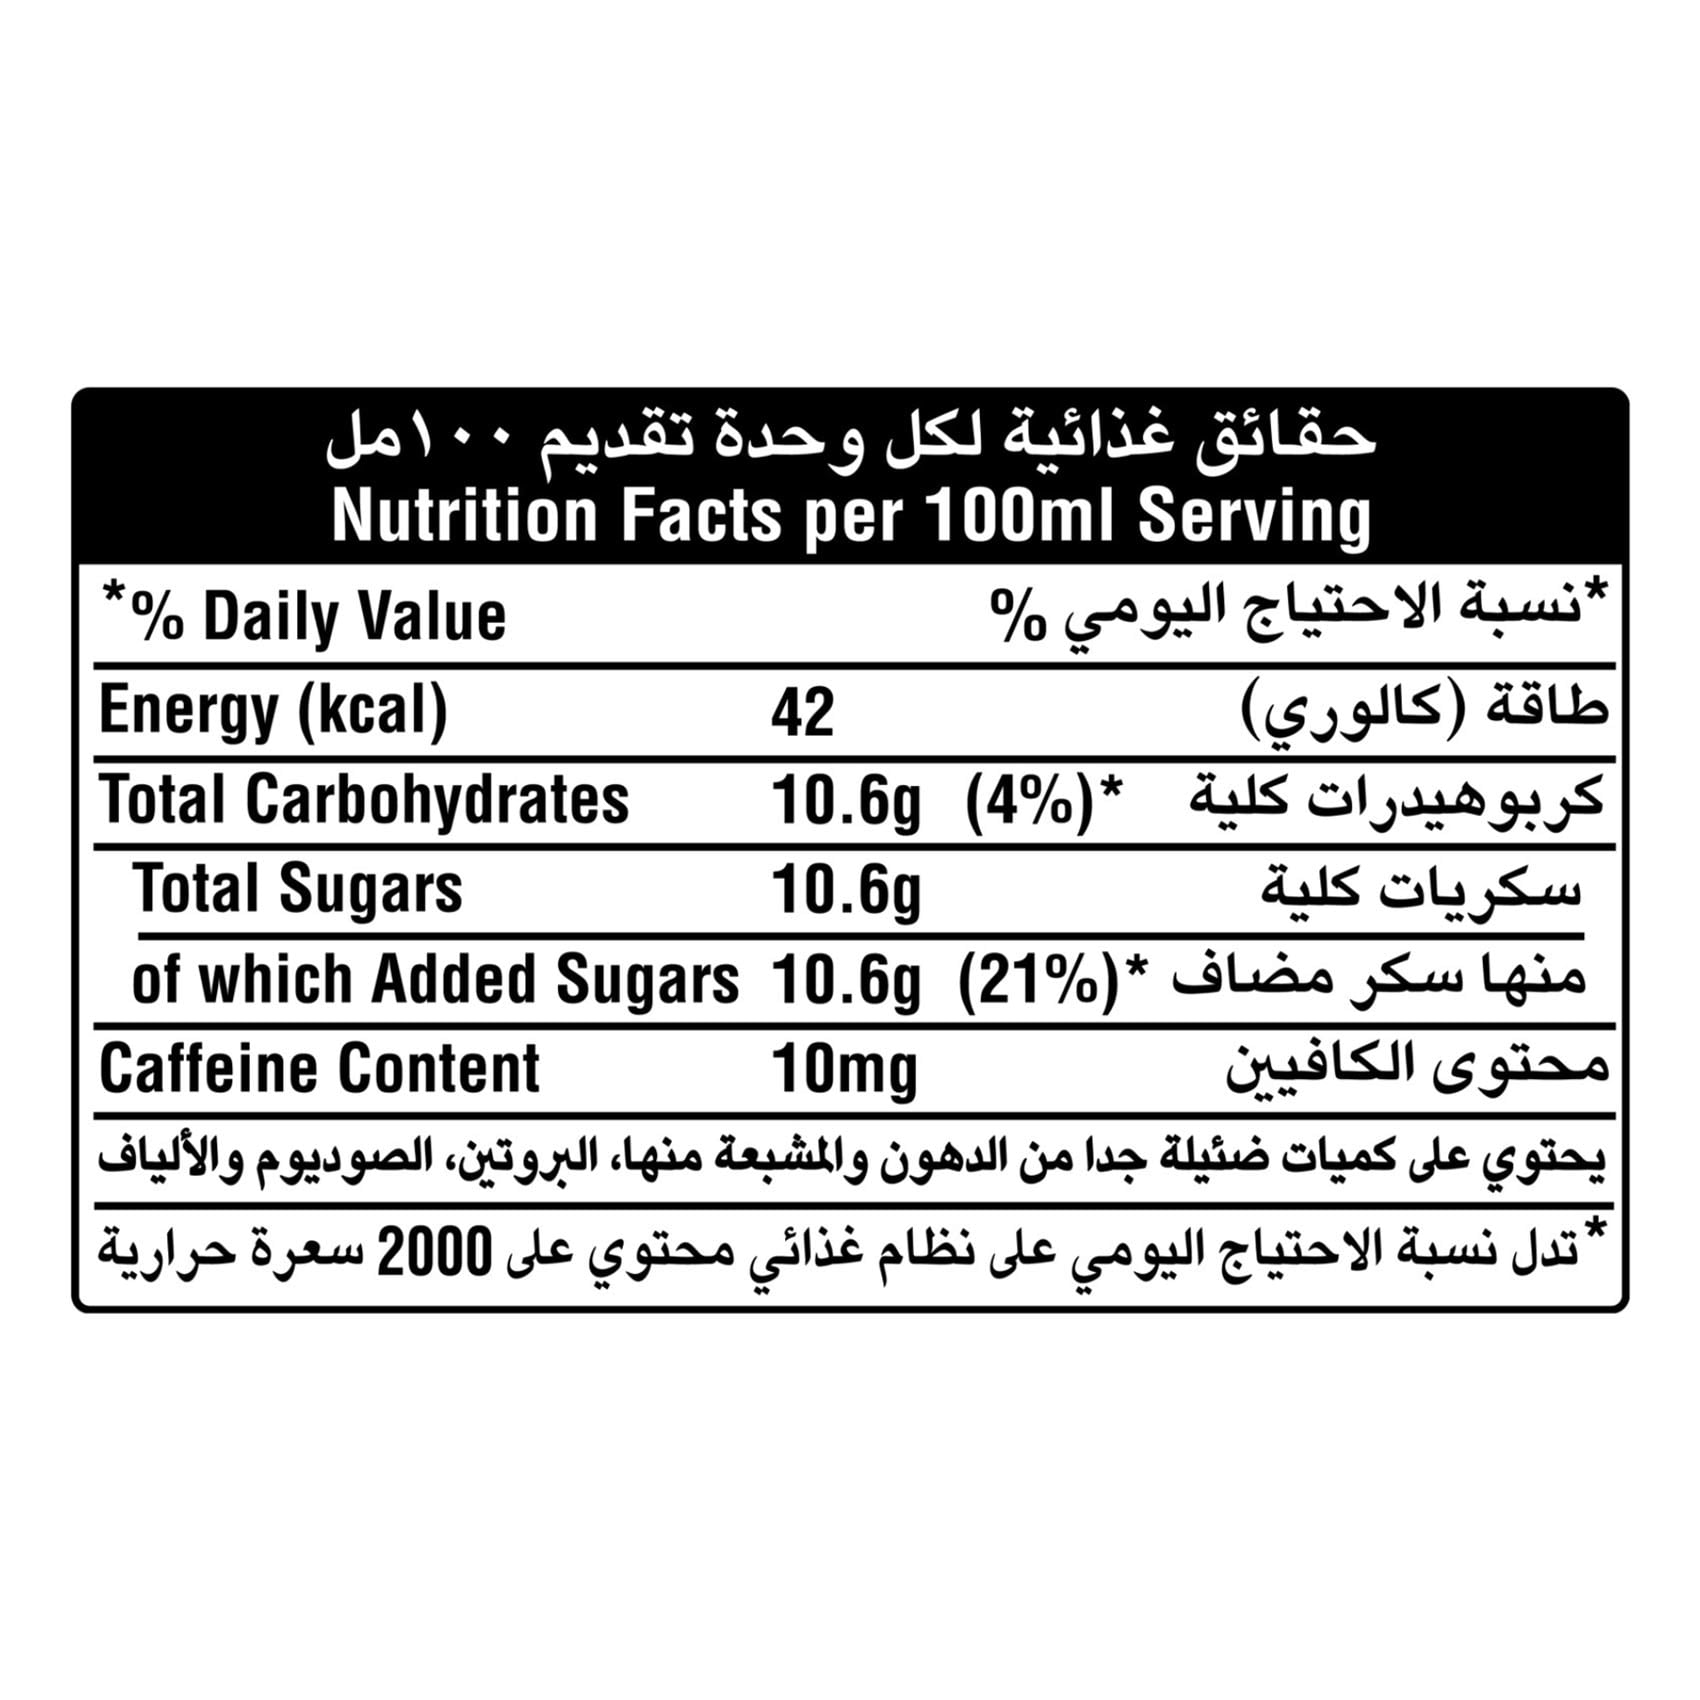 حقائق غذائية لكل وحدة تقديم ١٠٠مل
Nutrition Facts per 100ml Serving
*% Daily Value % نسبة الاحتياج اليومي*
Energy (kcal) 42 طاقة (كالوري)
Total Carbohydrates 10.6g (4%)* كربوهيدرات كلية
Total Sugars 10.6g سكريات كلية
of which Added Sugars 10.6g (21%)* منها سكر مضاف
Caffeine Content 10mg محتوى الكافيين
يحتوي على كميات ضئيلة جدا من الدهون والمشبعة منها، البروتين، الصوديوم والألياف
*تدل نسبة الاحتياج اليومي على نظام غذائي محتوي على 2000 سعرة حرارية